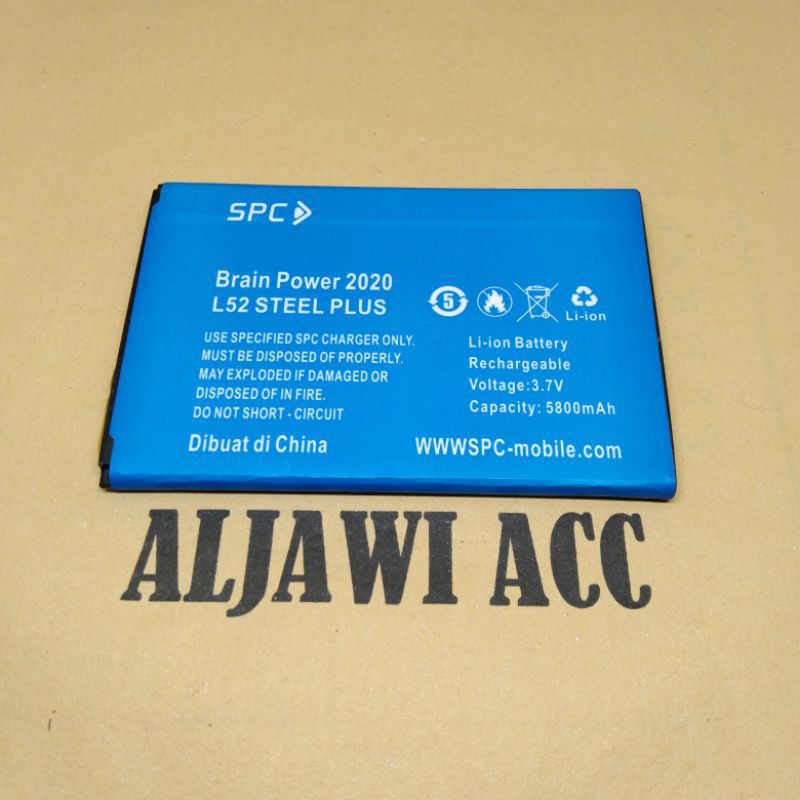 SPC
Brain Power 2020
L52 STEEL PLUS
5
Li-ion
USE SPECIFIED SPC CHARGER ONLY.
MUST BE DISPOSED OF PROPERLY.
MAY EXPLODED IF DAMAGED OR
DISPOSED OF IN FIRE.
DO NOT SHORT - CIRCUIT
Li-ion Battery
Rechargeable
Voltage:3.7V
Capacity: 5800mAh
Dibuat di China
WWWSPC-mobile.com
ALJAWI ACC